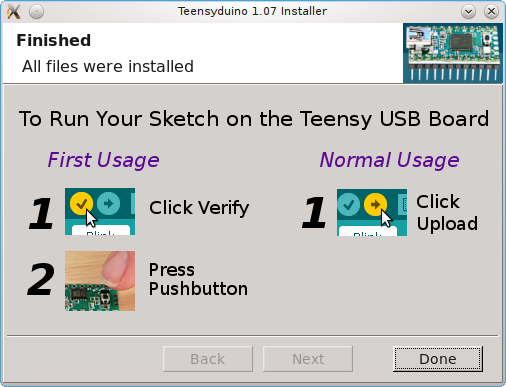 Teensyduino 1.07 Installer
Finished
All files were installed
To Run Your Sketch on the Teensy USB Board
First Usage
Normal Usage
1
Click Verify
1
Click
Upload
2
Press
Pushbutton
Back
Next
Done